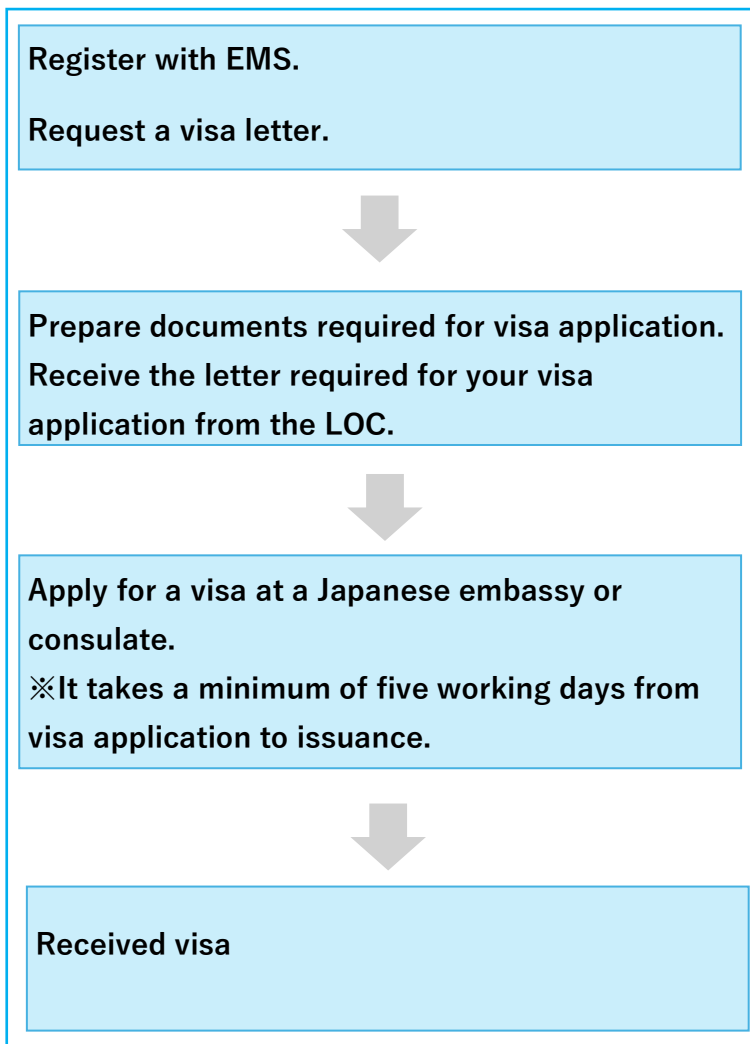 Register with EMS.
Request a visa letter.
Prepare documents required for visa application.
Receive the letter required for your visa
application from the LOC.
Apply for a visa at a Japanese embassy or
consulate.
※It takes a minimum of five working days from
visa application to issuance.
Received visa